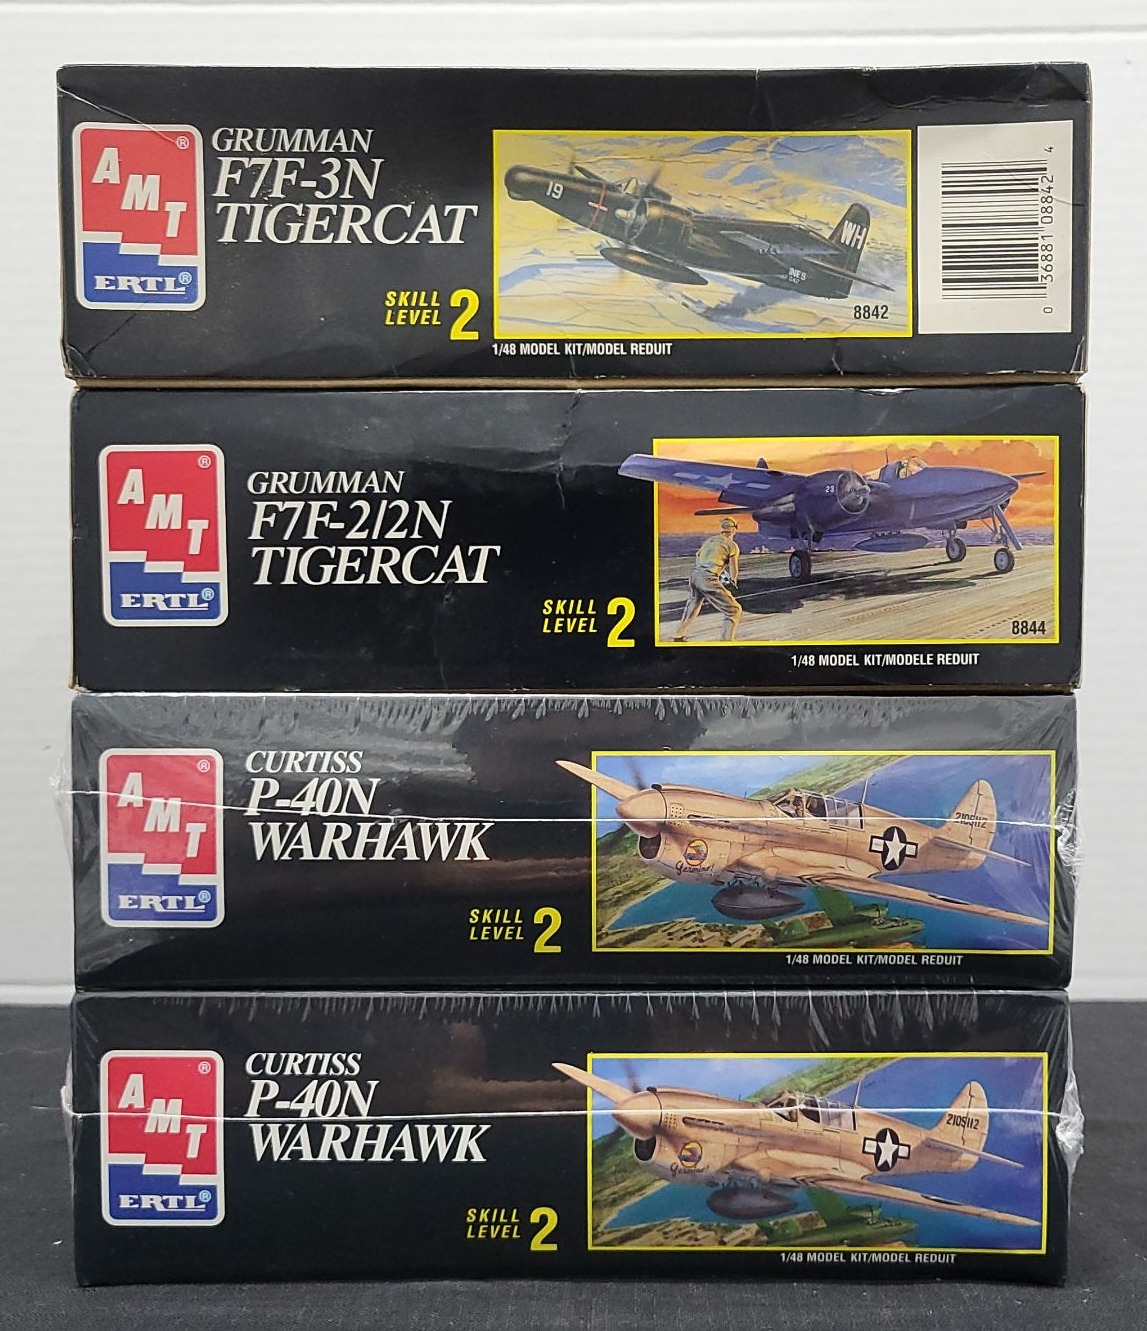 AMT
®
ERTL®
GRUMMAN
F7F-3N
TIGERCAT
SKILL
LEVEL 2
19
WH
8842
1/48 MODEL KIT/MODEL REDUIT
0 36881 08842 4
AMT
®
ERTL®
GRUMMAN
F7F-2/2N
TIGERCAT
SKILL
LEVEL 2
23
8844
1/48 MODEL KIT/MODELE REDUIT
AMT
®
ERTL®
CURTISS
P-40N
WARHAWK
SKILL
LEVEL 2
2105112
1/48 MODEL KIT/MODEL REDUIT
AMT
®
ERTL®
CURTISS
P-40N
WARHAWK
SKILL
LEVEL 2
2105112
1/48 MODEL KIT/MODEL REDUIT